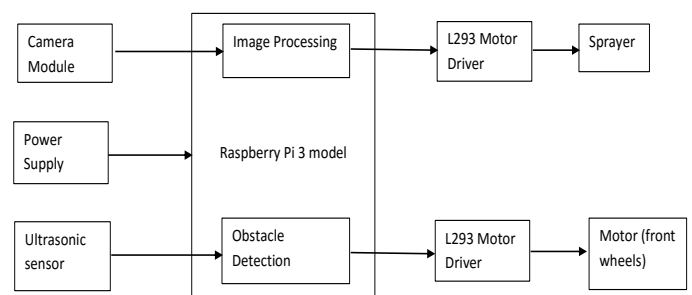 Camera
Module
Image Processing
L293 Motor
Driver
Sprayer
Power
Supply
Raspberry Pi 3 model
Ultrasonic
sensor
Obstacle
Detection
L293 Motor
Driver
Motor (front
wheels)